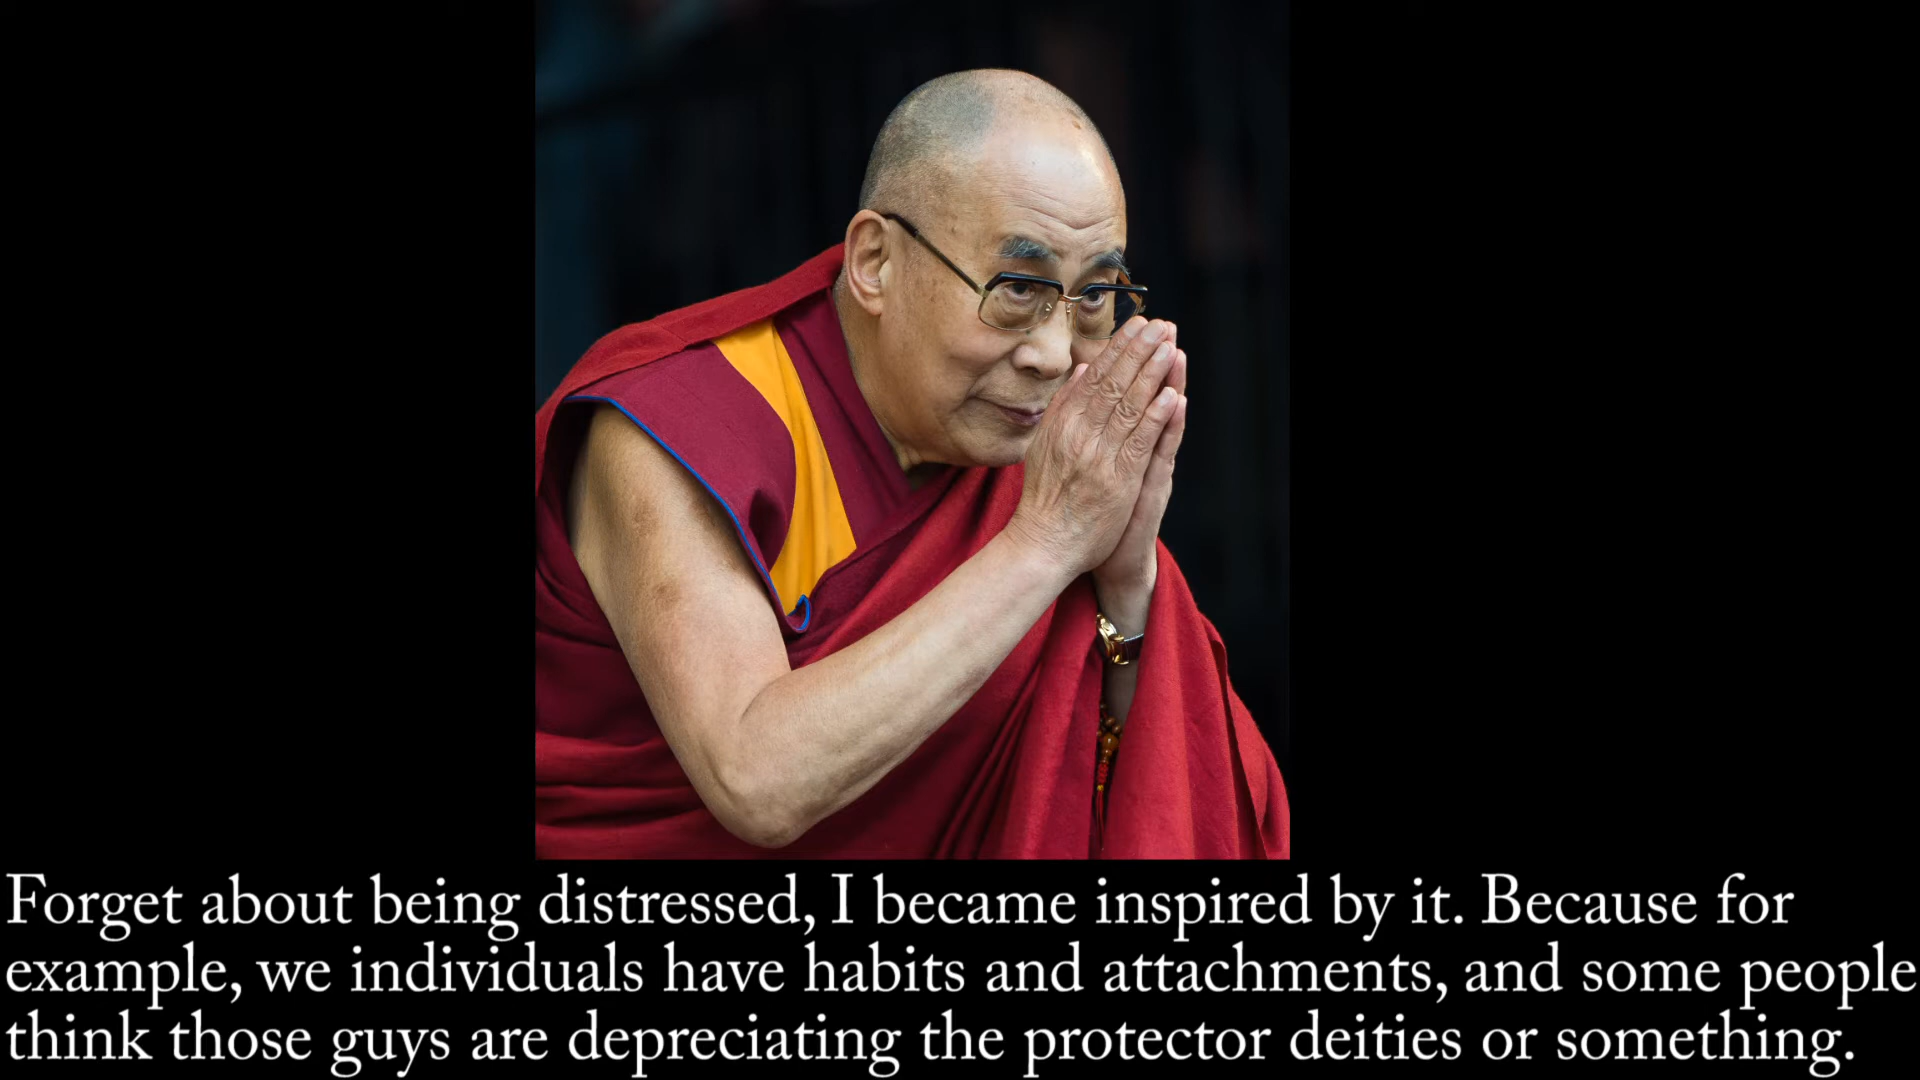 Forget about being distressed, I became inspired by it. Because for
example, we individuals have habits and attachments, and some people
think those guys are depreciating the protector deities or something.